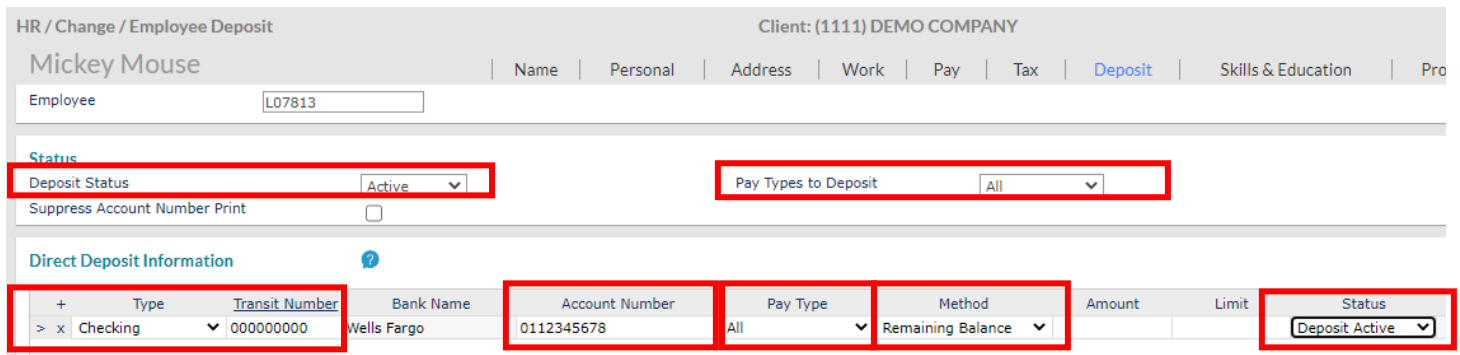 HR / Change / Employee Deposit Client: (1111) DEMO COMPANY
Mickey Mouse | Name | Personal | Address | Work | Pay | Tax | Deposit | Skills & Education | Pro
Employee L07813
Status
Deposit Status Active Pay Types to Deposit All
Suppress Account Number Print
Direct Deposit Information ?
+ Type Transit Number Bank Name Account Number Pay Type Method Amount Limit Status
> x Checking 000000000 Wells Fargo 0112345678 All Remaining Balance Deposit Active